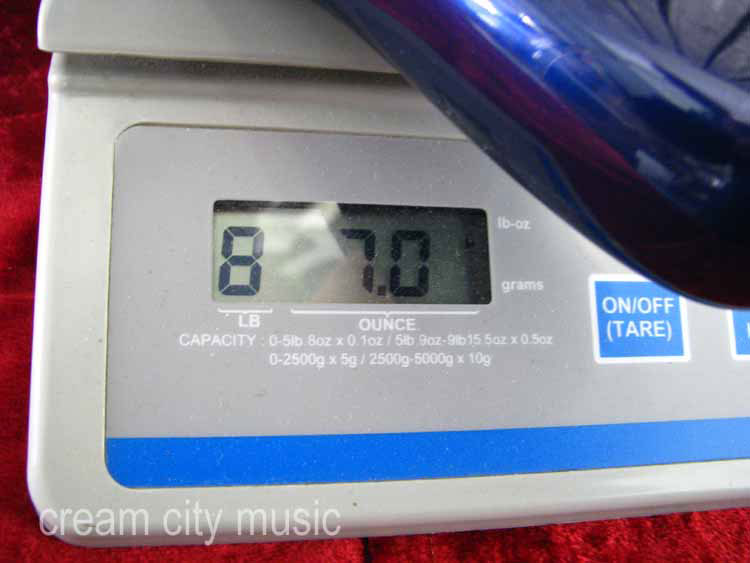 8 7.0
lb-oz
grams
LB OUNCE
CAPACITY : 0-5lb 8oz x 0.1oz / 5lb 9oz-9lb15.5oz x 0.5oz
0-2500g x 5g / 2500g-5000g x 10g
ON/OFF
(TARE)
cream city music